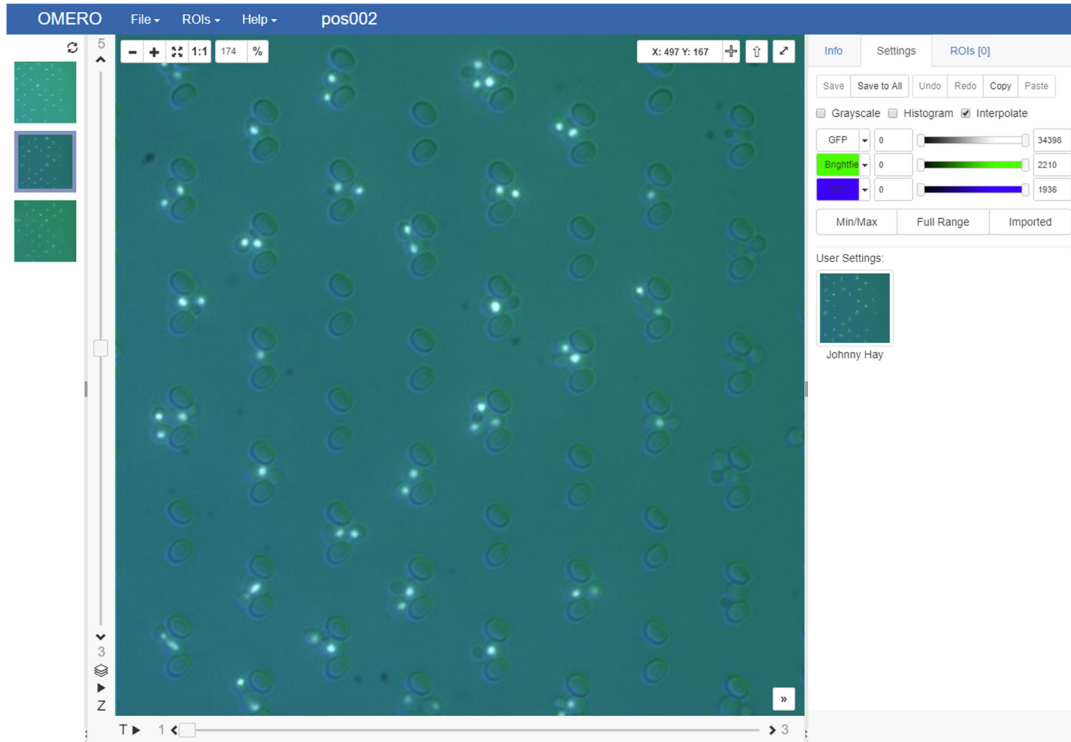 OMERO File ROIs Help pos002
5
3
Z
1:1 174 %
X: 497 Y: 167
»
T 1 3
Info Settings ROIs [0]
Save Save to All Undo Redo Copy Paste
Grayscale Histogram Interpolate
GFP 0 34398
Brightfie 0 2210
0 1936
Min/Max Full Range Imported
User Settings:
Johnny Hay